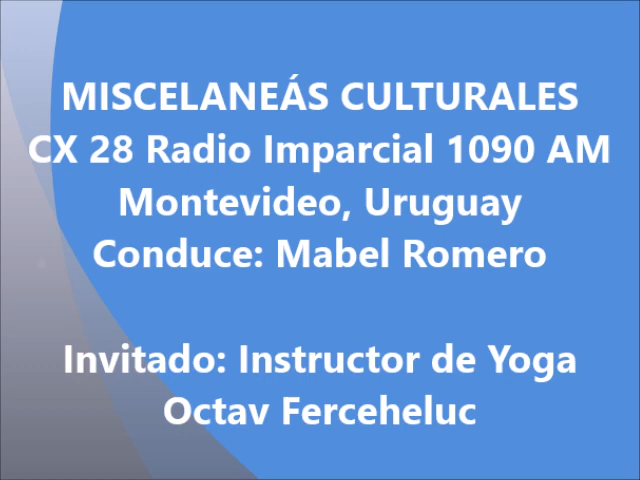 MISCELANEÁS CULTURALES
CX 28 Radio Imparcial 1090 AM
Montevideo, Uruguay
Conduce: Mabel Romero
Invitado: Instructor de Yoga
Octav Ferceheluc